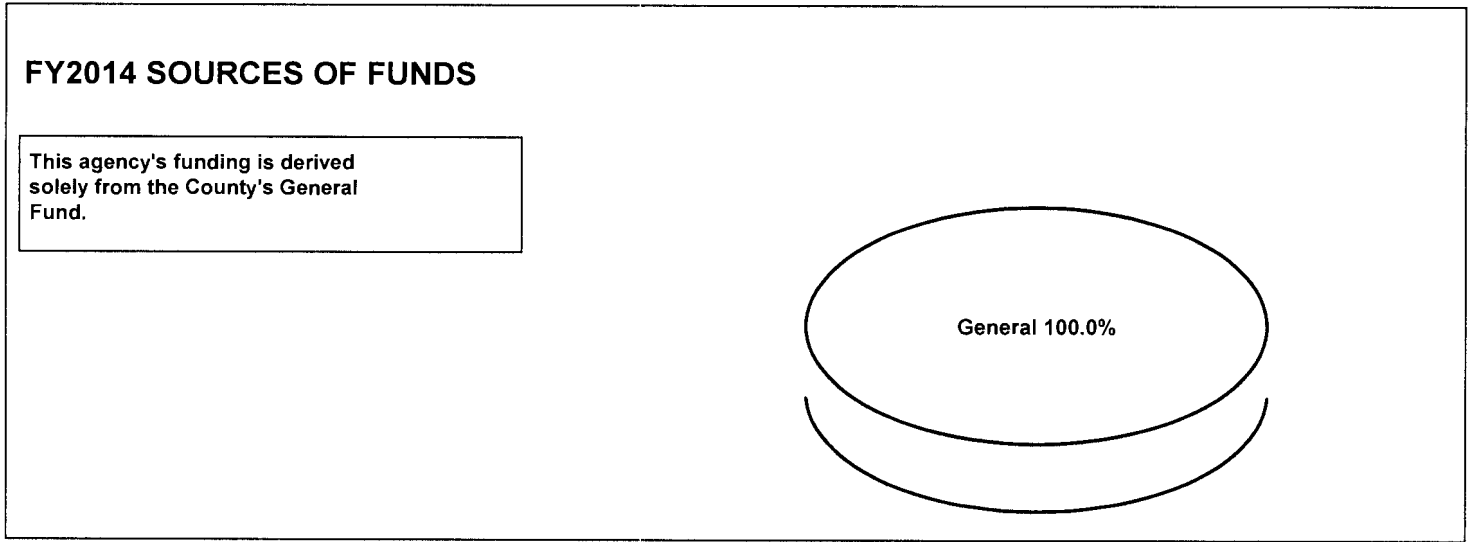 FY2014 SOURCES OF FUNDS
This agency's funding is derived
solely from the County's General
Fund.
General 100.0%